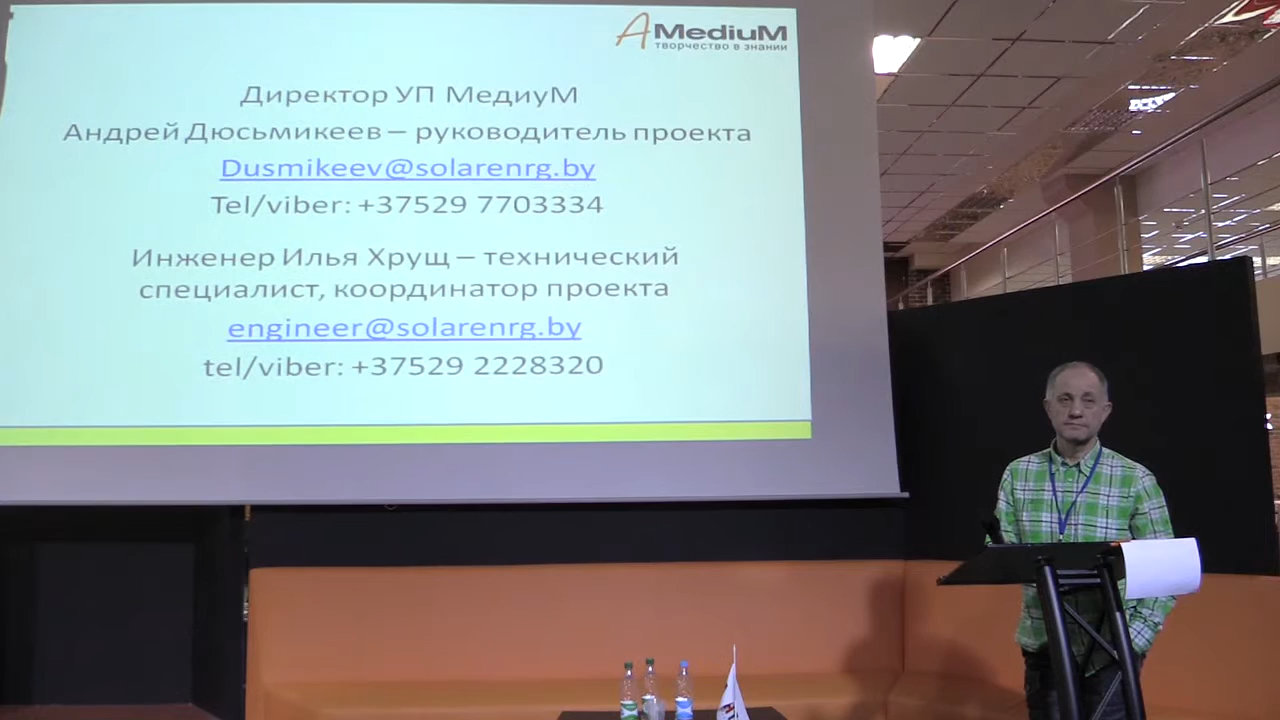 AMediuM
творчество в знании
Директор УП МедиуМ
Андрей Дюсьмикеев – руководитель проекта
Dusmikeev@solarenrg.by
Tel/viber: +37529 7703334
Инженер Илья Хрущ – технический
специалист, координатор проекта
engineer@solarenrg.by
tel/viber: +37529 2228320